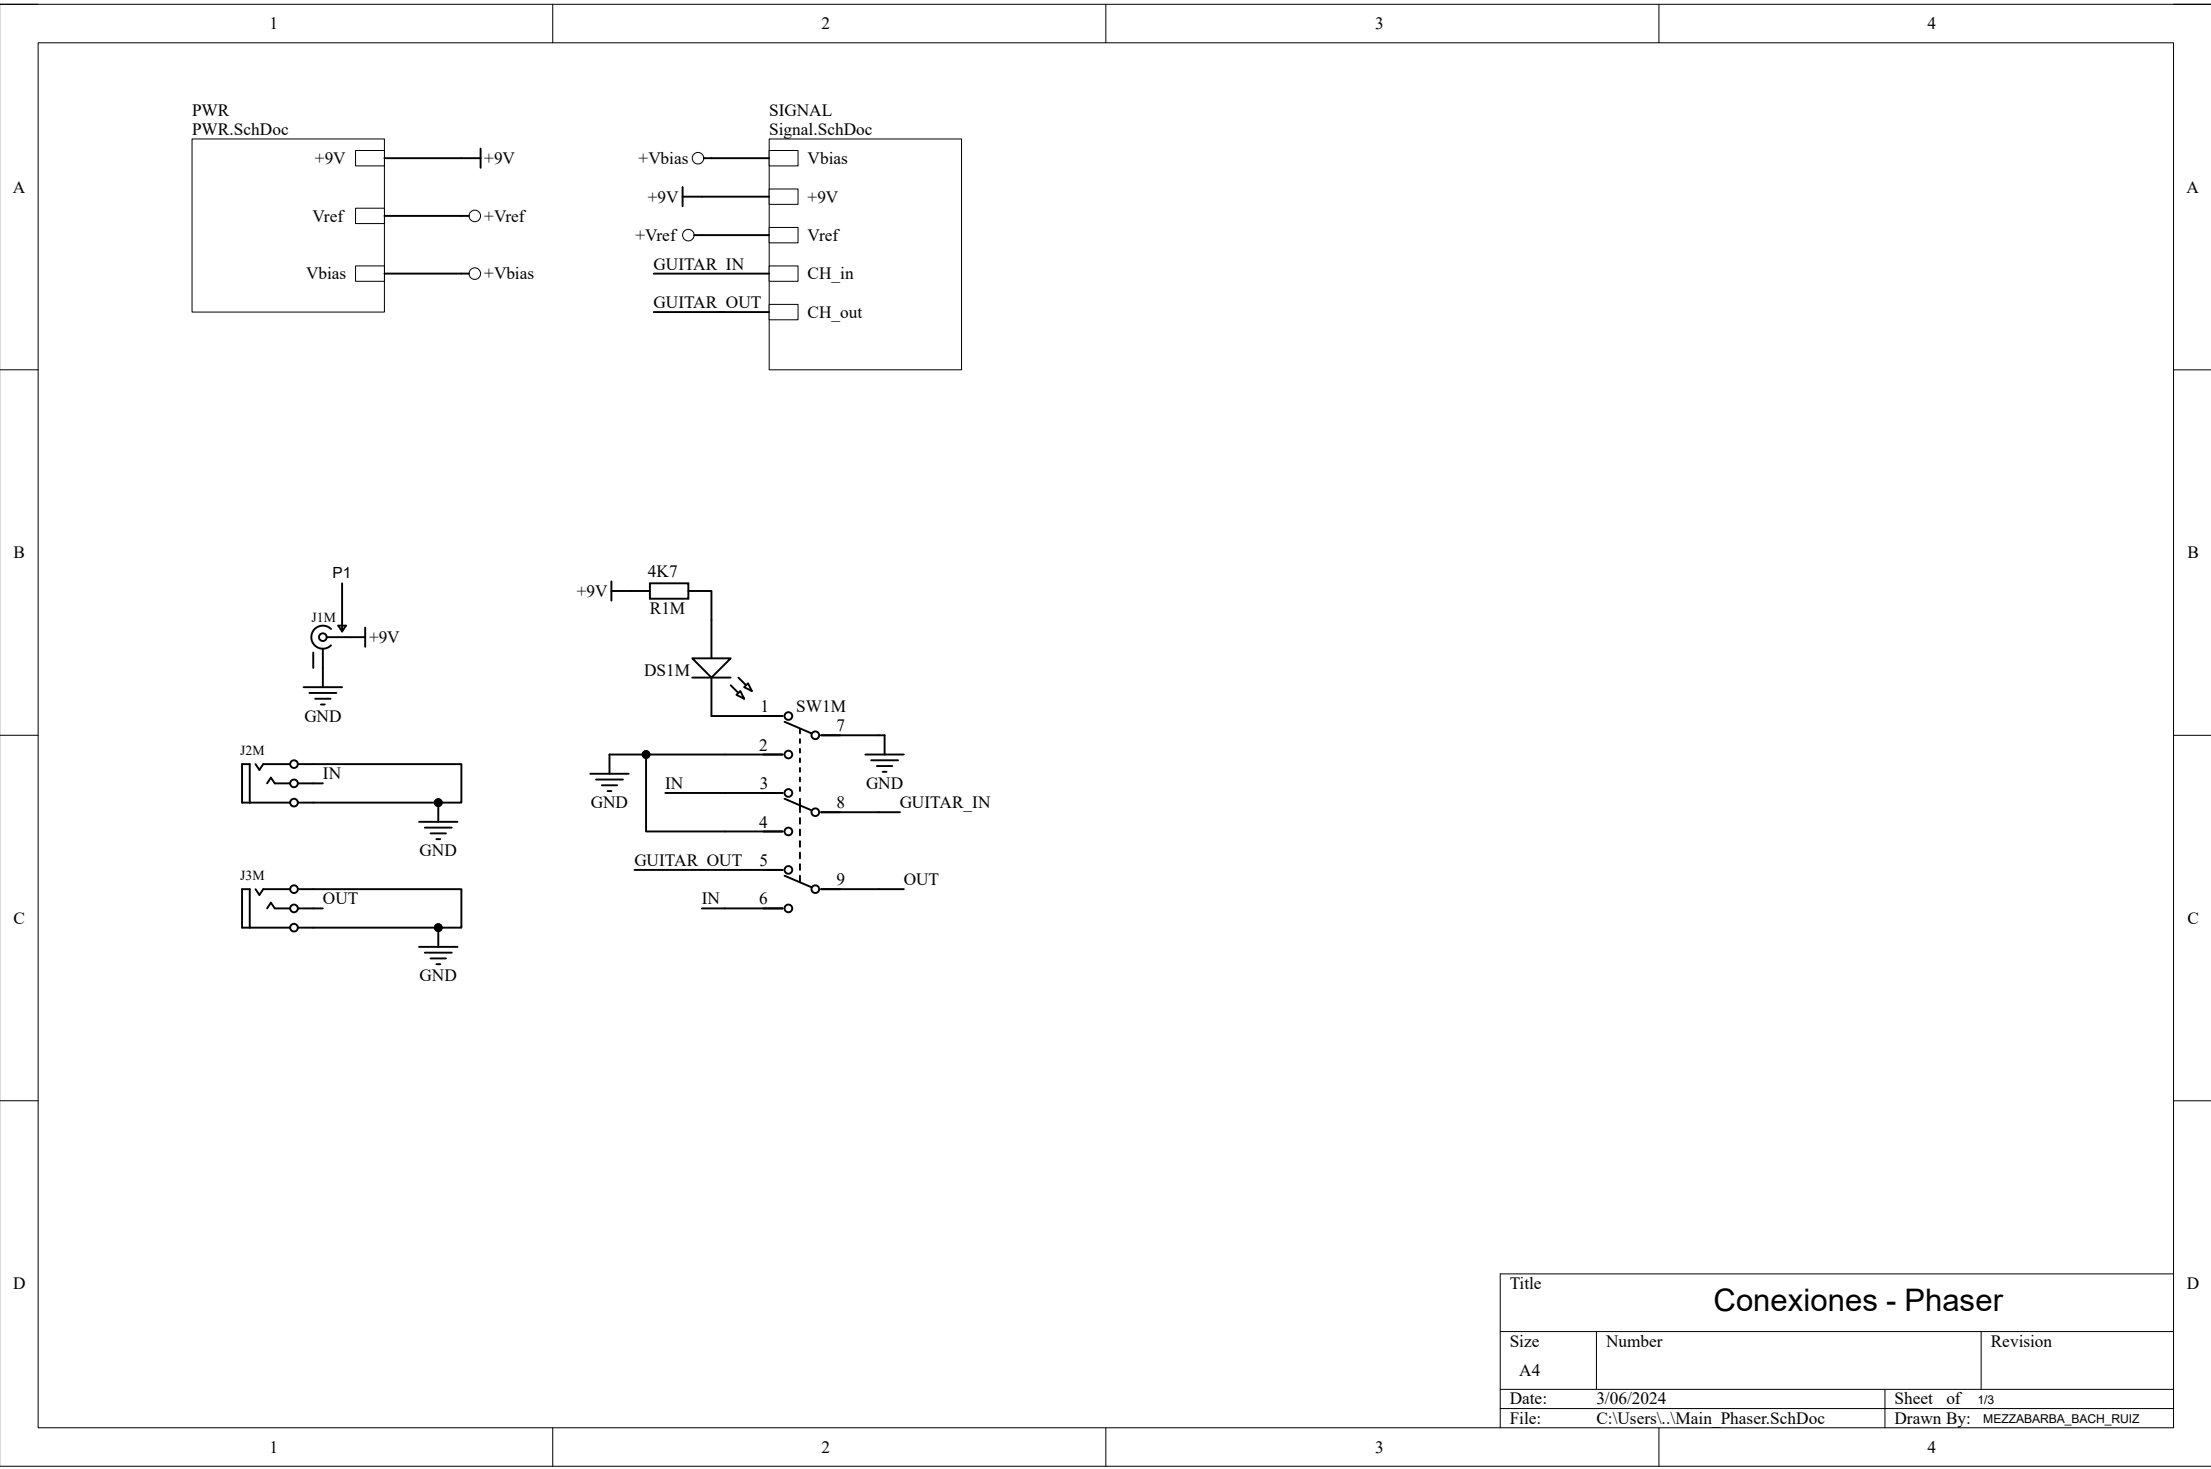 1 2 3 4
A A
B B
C C
D D
PWR
PWR.SchDoc
+9V +9V
Vref +Vref
Vbias +Vbias
SIGNAL
Signal.SchDoc
+Vbias Vbias
+9V +9V
+Vref Vref
GUITAR_IN CH_in
GUITAR_OUT CH_out
P1
J1M
+9V
GND
J2M
IN
GND
J3M
OUT
GND
4K7
+9V
R1M
DS1M
1 SW1M
7
2
GND
GND
IN 3
8 GUITAR_IN
4
GUITAR_OUT 5
9 OUT
IN 6
Title
Conexiones - Phaser
Size Number Revision
A4
Date: 3/06/2024 Sheet of 1/3
File: C:\Users\..\Main_Phaser.SchDoc Drawn By: MEZZABARBA_BACH_RUIZ
1 2 3 4